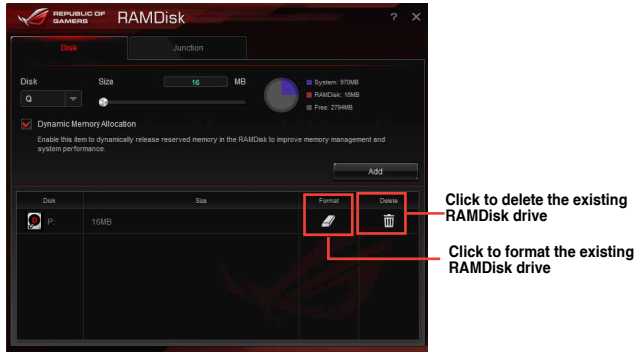 REPUBLIC OF
GAMERS
RAMDisk
? ×
Disk
Junction
Disk
Size
16
MB
Q
System: 970MB
RAMDisk: 16MB
Free: 2794MB
Dynamic Memory Allocation
Enable this item to dynamically release reserved memory in the RAMDisk to improve memory management and
system performance.
Add
Disk
Size
Format
Delete
P:
16MB
Click to delete the existing
RAMDisk drive
Click to format the existing
RAMDisk drive